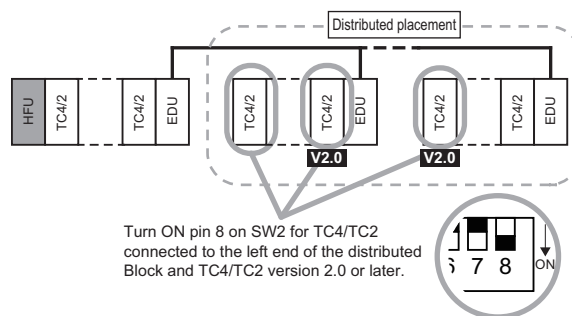 Distributed placement
HFU
TC4/2
TC4/2
EDU
TC4/2
TC4/2
EDU
TC4/2
TC4/2
EDU
V2.0
V2.0
Turn ON pin 8 on SW2 for TC4/TC2
connected to the left end of the distributed
Block and TC4/TC2 version 2.0 or later.
7 8
ON